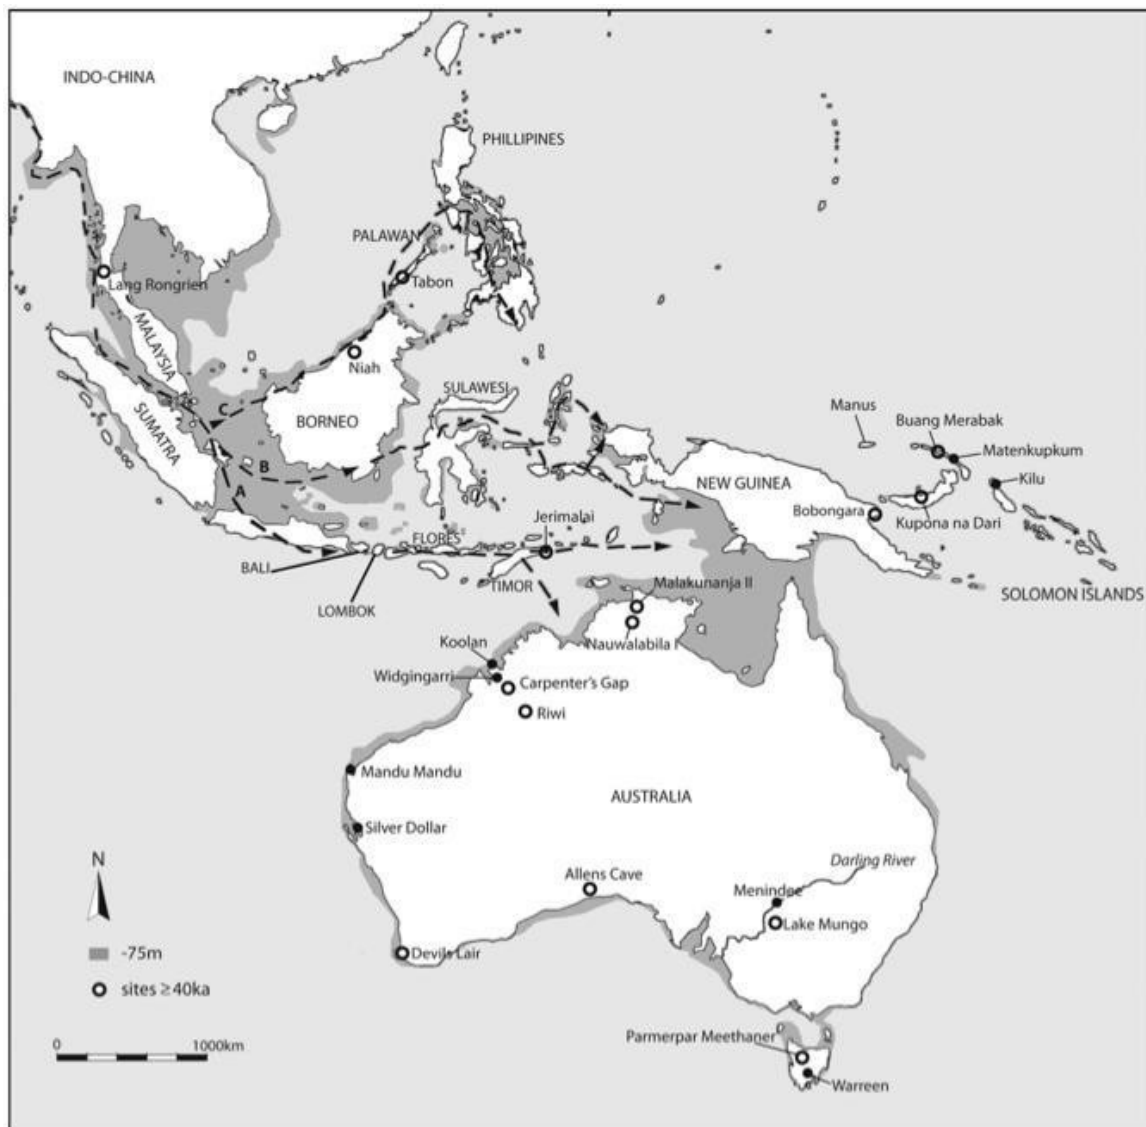 INDO-CHINA
PHILLIPINES
PALAWAN
Lang Rongrien
Tabon
MALAYSIA
Niah
SULAWESI
C
SUMATRA
BORNEO
Manus
Buang Merabak
Matenkupkum
B
NEW GUINEA
Kilu
A
Bobongara
Kupona na Dari
Jerimalai
FLORES
BALI
TIMOR
Malakunanja II
SOLOMON ISLANDS
LOMBOK
Nauwalabila I
Koolan
Widgingarri
Carpenter's Gap
Riwi
Mandu Mandu
AUSTRALIA
Silver Dollar
N
Darling River
Allens Cave
Menindee
Lake Mungo
-75m
Devils Lair
sites ≥40ka
Parmerpar Meethaner
0 1000km
Warreen